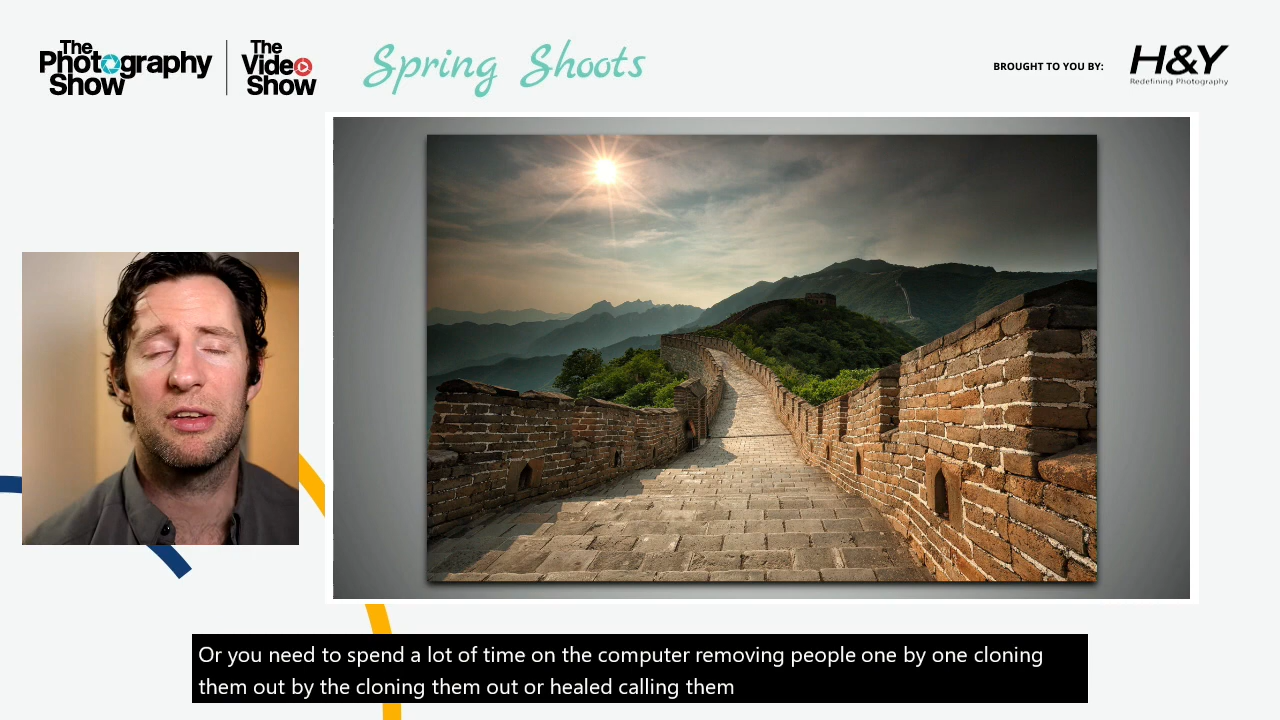 The
Photography
Show
The
Video
Show
Spring Shoots
BROUGHT TO YOU BY:
H&Y
Redefining Photography
Or you need to spend a lot of time on the computer removing people one by one cloning
them out by the cloning them out or healed calling them